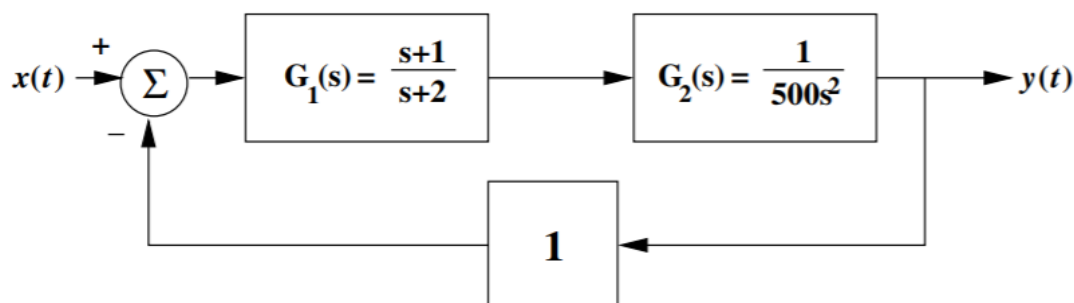 x(t)
+
−
Σ
G1(s) = s+1
s+2
G2(s) = 1
500s²
y(t)
1